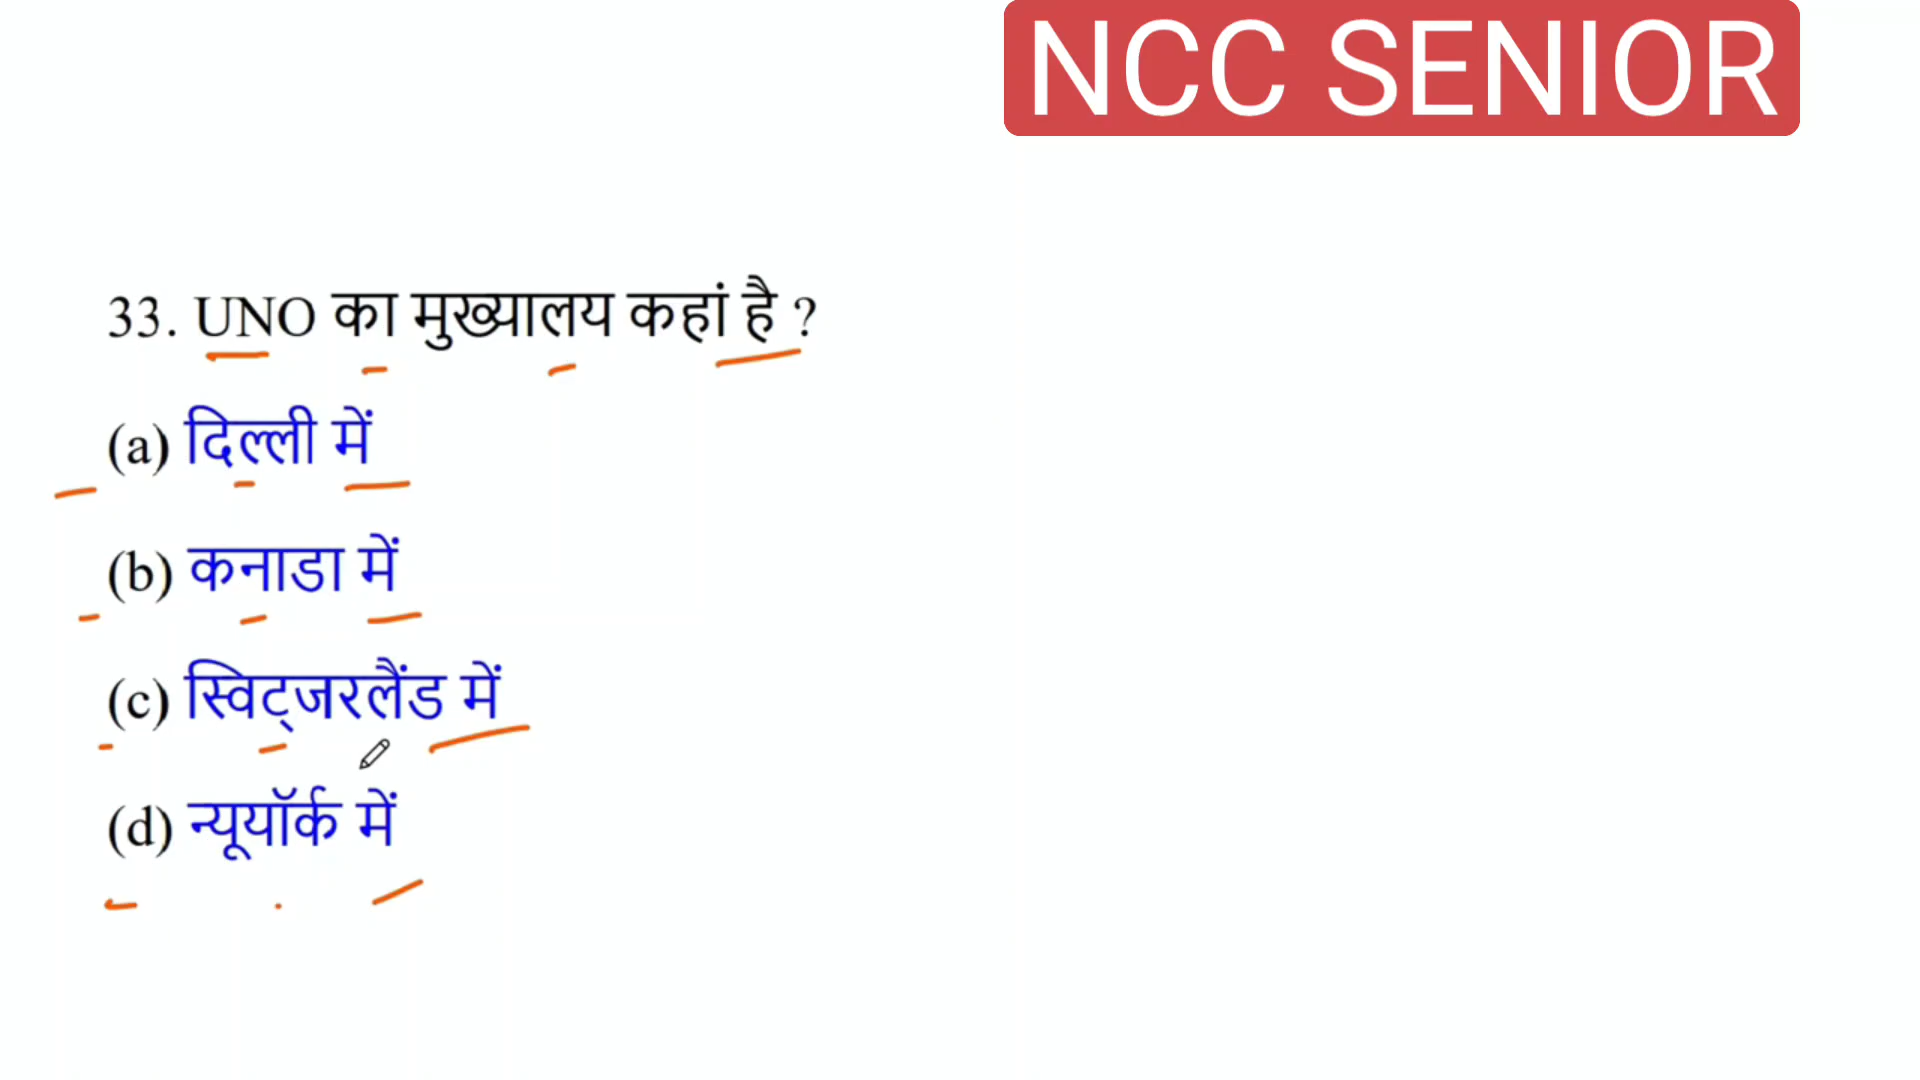 NCC SENIOR
33. UNO का मुख्यालय कहां है ?
(a) दिल्ली में
(b) कनाडा में
(c) स्विट्जरलैंड में
(d) न्यूयॉर्क में